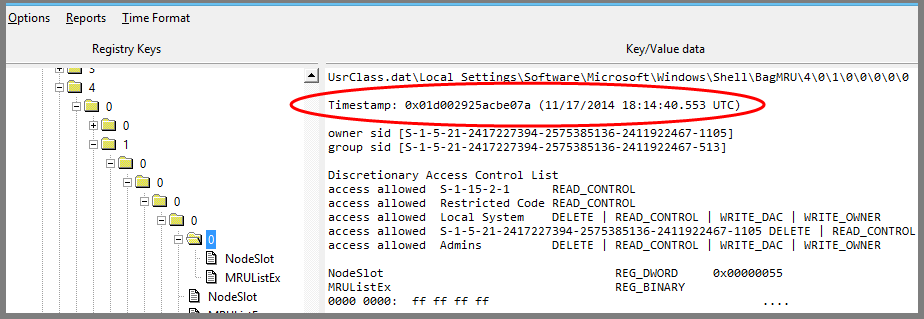 Options Reports Time Format
Registry Keys
Key/Value data
4
0
0
1
0
0
0
0
0
NodeSlot
MRUListEx
NodeSlot
UsrClass.dat\Local Settings\Software\Microsoft\Windows\Shell\BagMRU\4\0\1\0\0\0\0\0
Timestamp: 0x01d002925acbe07a (11/17/2014 18:14:40.553 UTC)
owner sid [S-1-5-21-2417227394-2575385136-2411922467-1105]
group sid [S-1-5-21-2417227394-2575385136-2411922467-513]
Discretionary Access Control List
access allowed S-1-15-2-1 READ_CONTROL
access allowed Restricted Code READ_CONTROL
access allowed Local System DELETE | READ_CONTROL | WRITE_DAC | WRITE_OWNER
access allowed S-1-5-21-2417227394-2575385136-2411922467-1105 DELETE | READ_CONTROL
access allowed Admins DELETE | READ_CONTROL | WRITE_DAC | WRITE_OWNER
NodeSlot REG_DWORD 0x00000055
MRUListEx REG_BINARY
0000 0000: ff ff ff ff ....